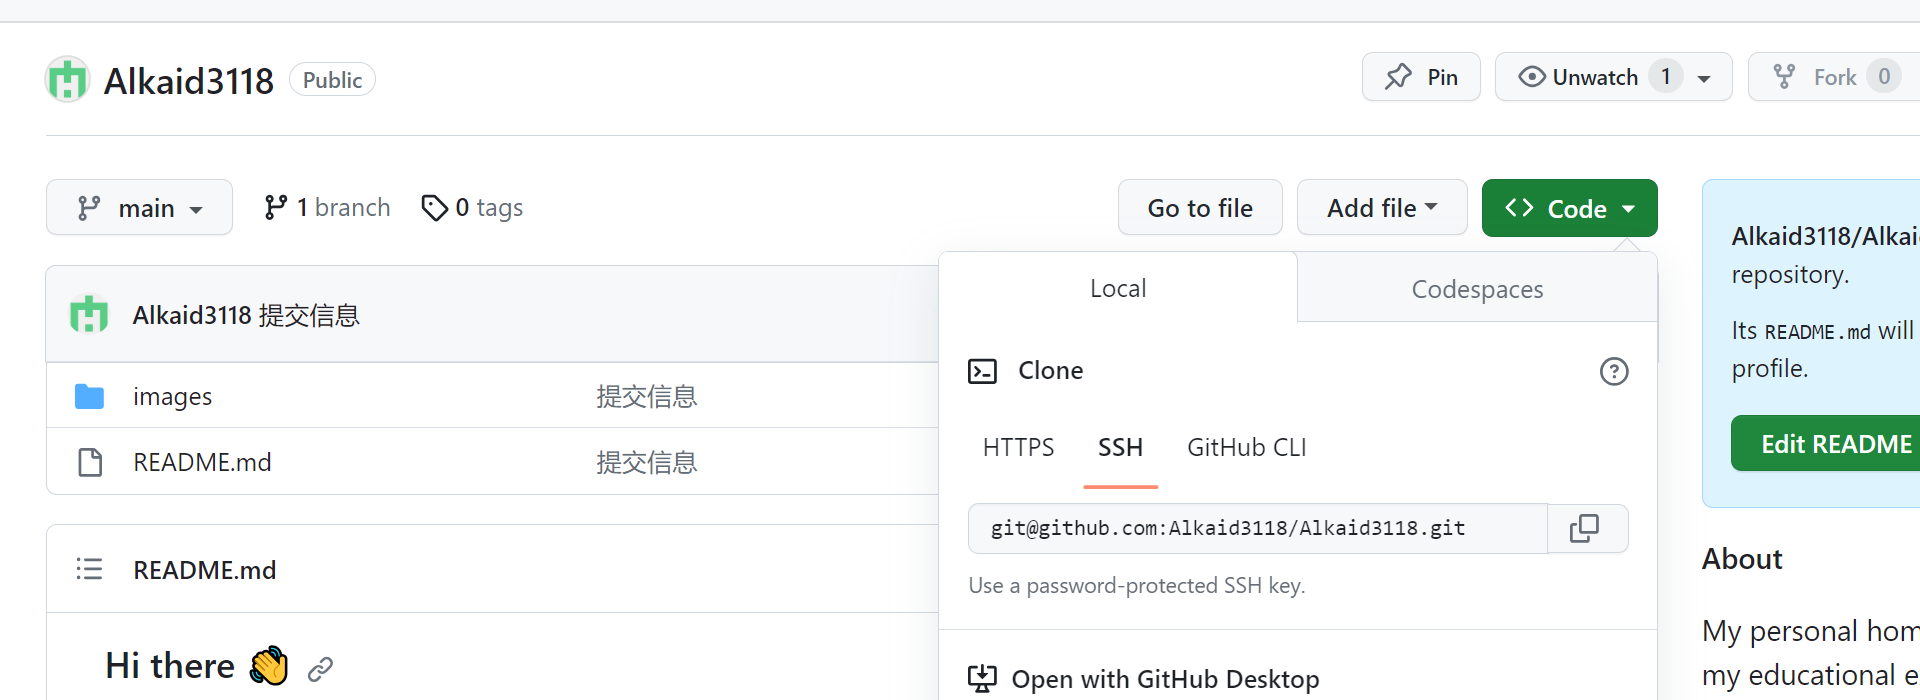 Alkaid3118 Public
Pin
Unwatch 1
Fork 0
main
1 branch
0 tags
Go to file
Add file
Code
Alkaid3118 提交信息
images 提交信息
README.md 提交信息
README.md
Hi there 👋
Local
Codespaces
Clone
HTTPS SSH GitHub CLI
git@github.com:Alkaid3118/Alkaid3118.git
Use a password-protected SSH key.
Open with GitHub Desktop
Alkaid3118/Alkai
repository.
Its README.md will
profile.
Edit README
About
My personal hom
my educational e